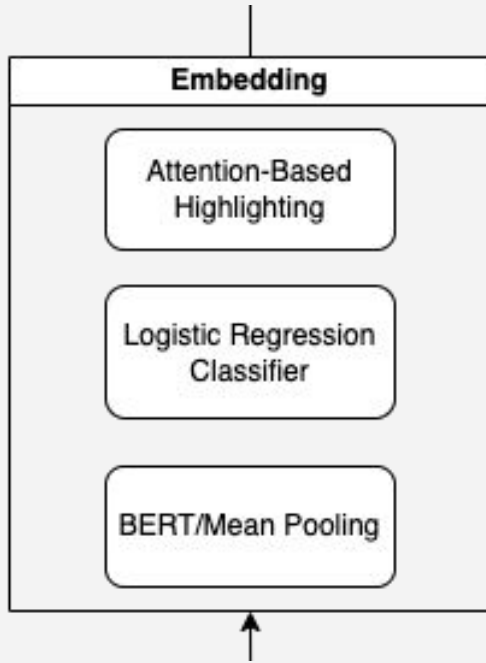 Embedding
Attention-Based
Highlighting
Logistic Regression
Classifier
BERT/Mean Pooling